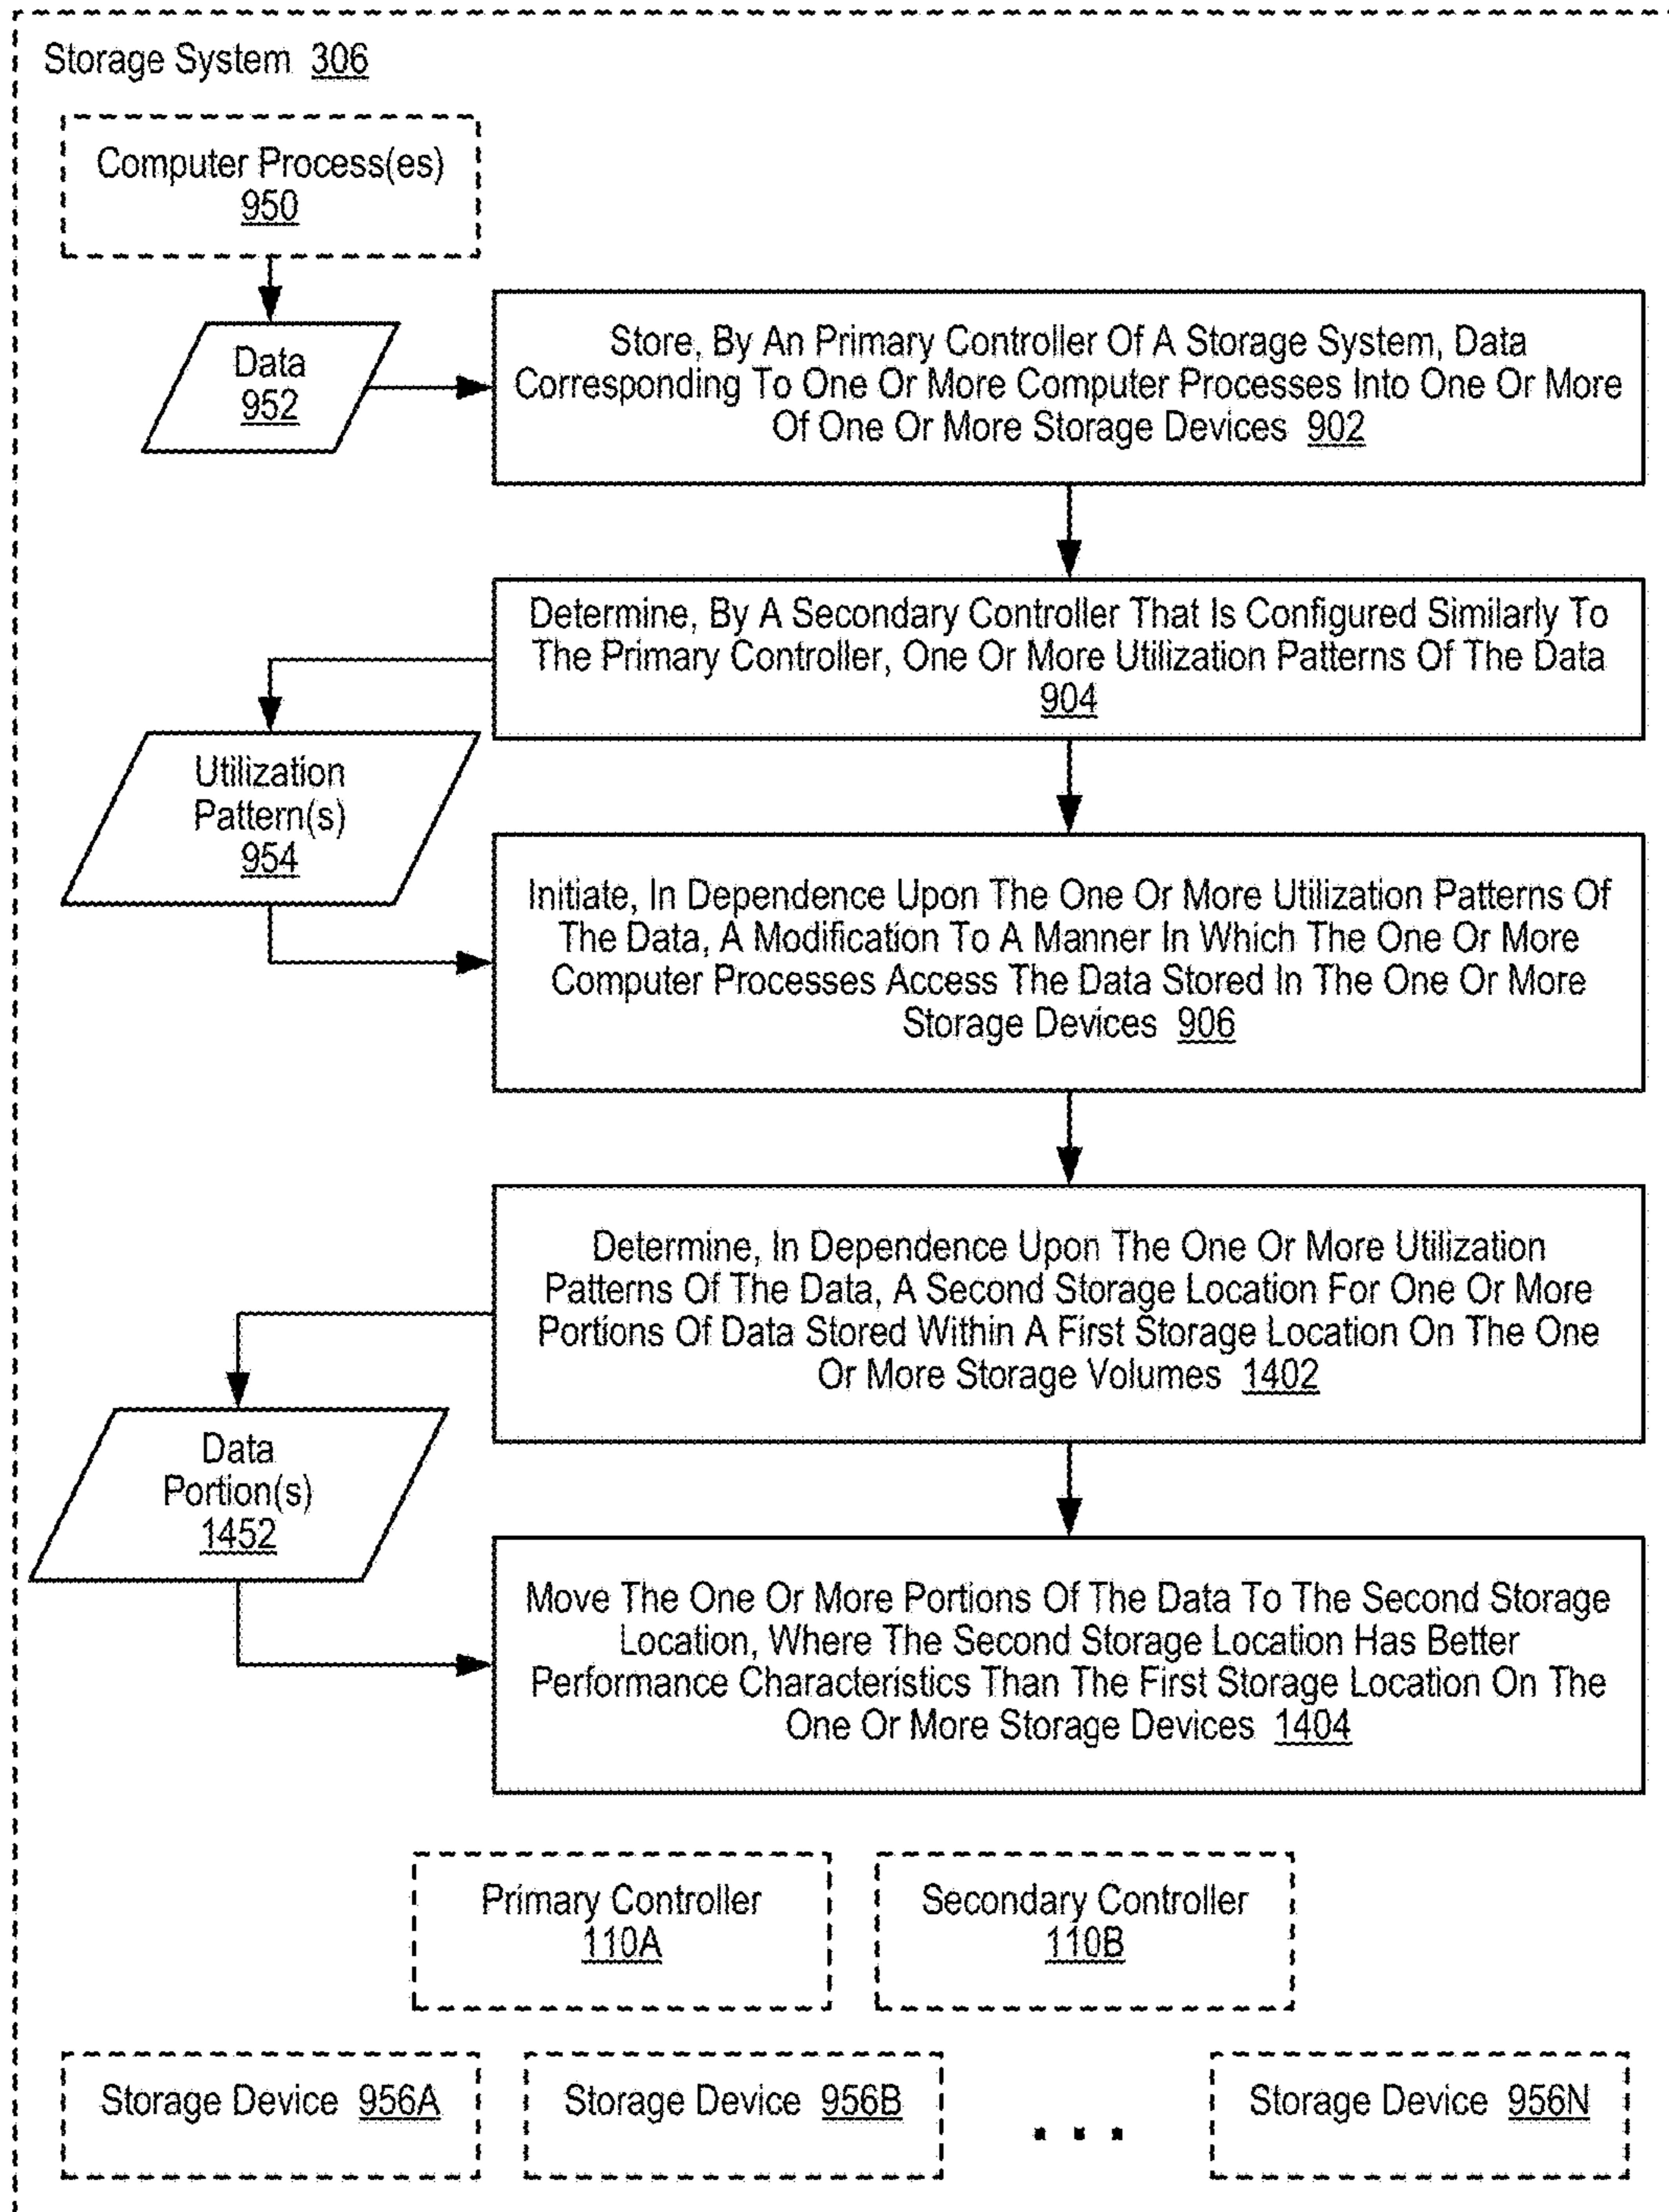 Storage System 306
Computer Process(es)
950
Data
952
Store, By An Primary Controller Of A Storage System, Data
Corresponding To One Or More Computer Processes Into One Or More
Of One Or More Storage Devices 902
Determine, By A Secondary Controller That Is Configured Similarly To
The Primary Controller, One Or More Utilization Patterns Of The Data
904
Utilization
Pattern(s)
954
Initiate, In Dependence Upon The One Or More Utilization Patterns Of
The Data, A Modification To A Manner In Which The One Or More
Computer Processes Access The Data Stored In The One Or More
Storage Devices 906
Determine, In Dependence Upon The One Or More Utilization
Patterns Of The Data, A Second Storage Location For One Or More
Portions Of Data Stored Within A First Storage Location On The One
Or More Storage Volumes 1402
Data
Portion(s)
1452
Move The One Or More Portions Of The Data To The Second Storage
Location, Where The Second Storage Location Has Better
Performance Characteristics Than The First Storage Location On The
One Or More Storage Devices 1404
Primary Controller
110A
Secondary Controller
110B
Storage Device 956A
Storage Device 956B
. . .
Storage Device 956N